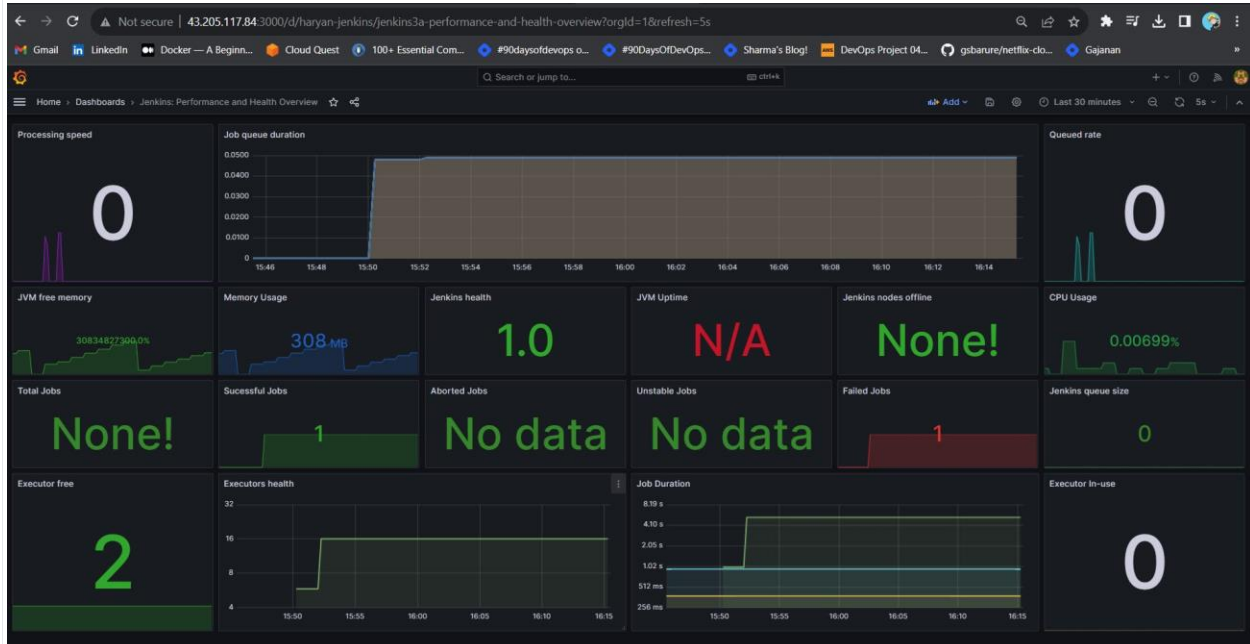 Not secure | 43.205.117.84:3000/d/haryan-jenkins/jenkins3a-performance-and-health-overview?orgId=1&refresh=5s
Gmail LinkedIn Docker — A Beginn... Cloud Quest 100+ Essential Com... #90daysofdevops o... #90DaysOfDevOps... Sharma's Blog! DevOps Project 04... gsbarure/netflix-clo... Gajanan »
Search or jump to... ctrl+k
Home › Dashboards › Jenkins: Performance and Health Overview Add Last 30 minutes 5s
Processing speed
0
Job queue duration
0.0500
0.0400
0.0300
0.0200
0.0100
0
15:46 15:48 15:50 15:52 15:54 15:56 15:58 16:00 16:02 16:04 16:06 16:08 16:10 16:12 16:14
Queued rate
0
JVM free memory
30834827300.0%
Memory Usage
308 MB
Jenkins health
1.0
JVM Uptime
N/A
Jenkins nodes offline
None!
CPU Usage
0.00699%
Total Jobs
None!
Sucessful Jobs
1
Aborted Jobs
No data
Unstable Jobs
No data
Failed Jobs
1
Jenkins queue size
0
Executor free
2
Executors health
32
16
8
4
15:50 15:55 16:00 16:05 16:10 16:15
Job Duration
8.19 s
4.10 s
2.05 s
1.02 s
512 ms
256 ms
15:50 15:55 16:00 16:05 16:10 16:15
Executor In-use
0